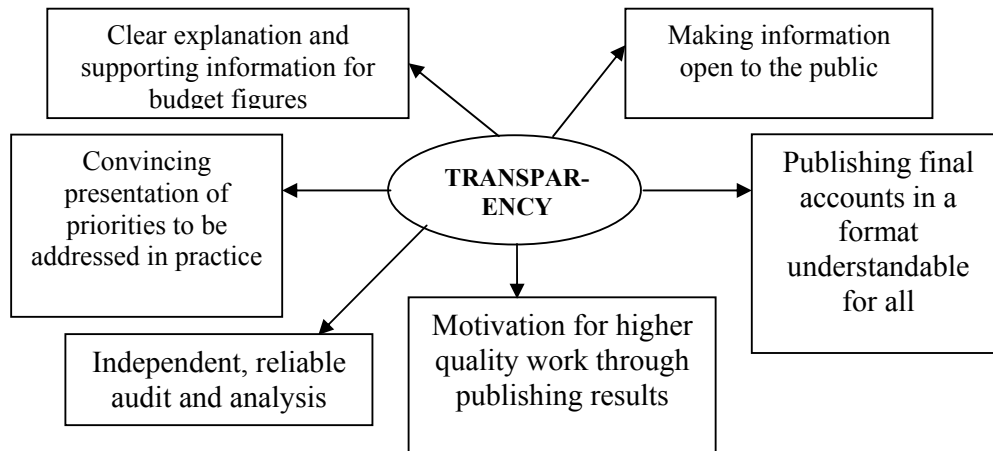 Clear explanation and
supporting information for
budget figures
Making information
open to the public
Convincing
presentation of
priorities to be
addressed in practice
TRANSPAR-
ENCY
Publishing final
accounts in a
format
understandable
for all
Independent, reliable
audit and analysis
Motivation for higher
quality work through
publishing results